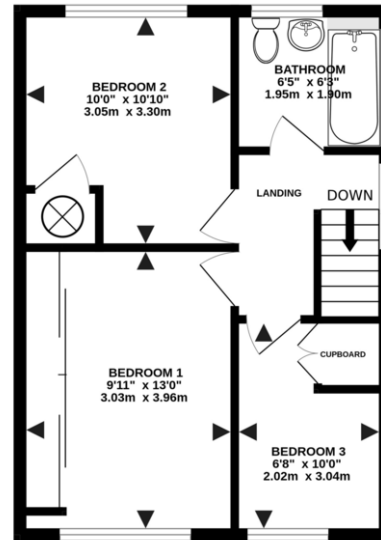 BEDROOM 2
10'0" x 10'10"
3.05m x 3.30m
BATHROOM
6'5" x 6'3"
1.95m x 1.90m
LANDING
DOWN
BEDROOM 1
9'11" x 13'0"
3.03m x 3.96m
CUPBOARD
BEDROOM 3
6'8" x 10'0"
2.02m x 3.04m